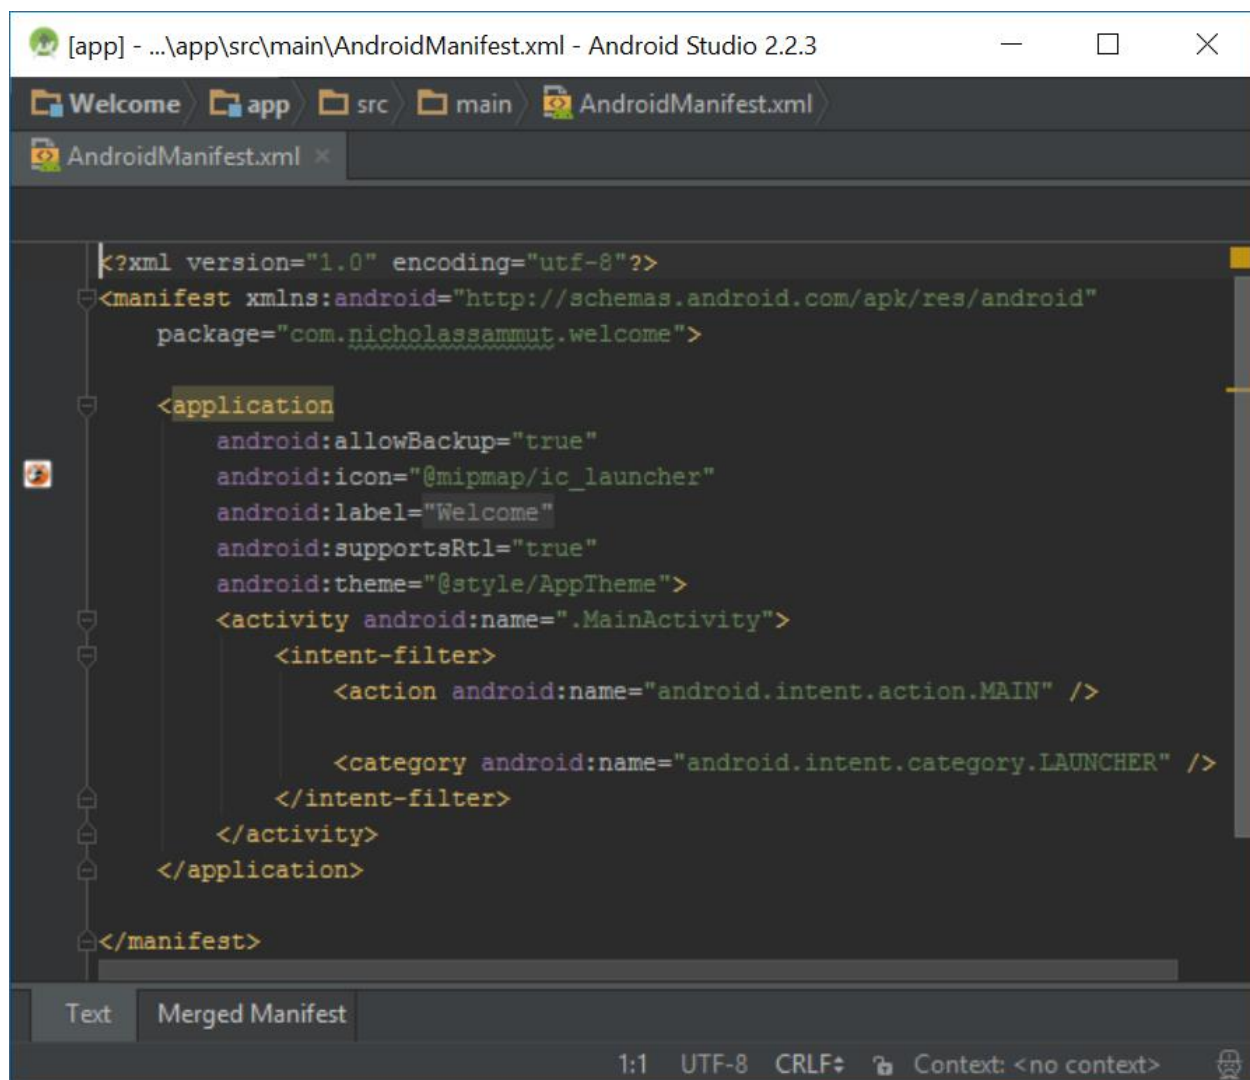 [app] - ...\app\src\main\AndroidManifest.xml - Android Studio 2.2.3
Welcome app src main AndroidManifest.xml
AndroidManifest.xml
<?xml version="1.0" encoding="utf-8"?>
<manifest xmlns:android="http://schemas.android.com/apk/res/android"
package="com.nicholassammut.welcome">
<application
android:allowBackup="true"
android:icon="@mipmap/ic_launcher"
android:label="Welcome"
android:supportsRtl="true"
android:theme="@style/AppTheme">
<activity android:name=".MainActivity">
<intent-filter>
<action android:name="android.intent.action.MAIN" />
<category android:name="android.intent.category.LAUNCHER" />
</intent-filter>
</activity>
</application>
</manifest>
Text Merged Manifest
1:1 UTF-8 CRLF Context: <no context>